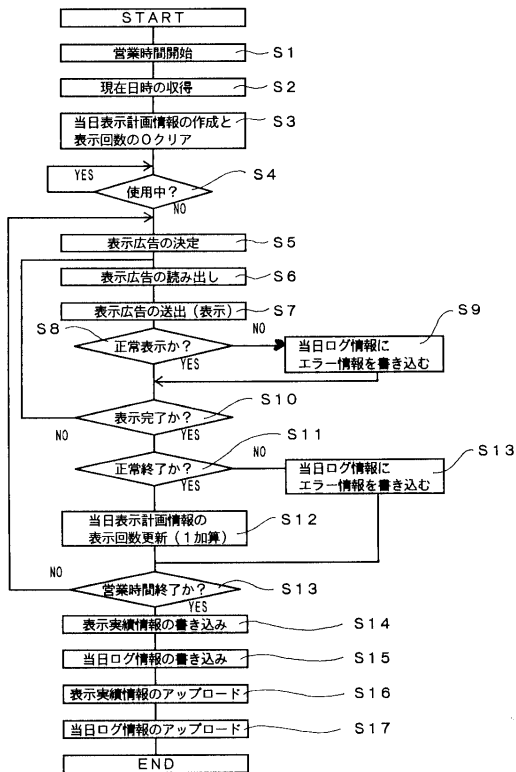 START
営業時間開始
S1
現在日時の取得
S2
当日表示計画情報の作成と
表示回数の0クリア
S3
YES
使用中?
S4
NO
表示広告の決定
S5
表示広告の読み出し
S6
表示広告の送出(表示)
S7
S8
正常表示か?
NO
YES
当日ログ情報に
エラー情報を書き込む
S9
表示完了か?
S10
NO
YES
正常終了か?
S11
NO
YES
当日ログ情報に
エラー情報を書き込む
S13
当日表示計画情報の
表示回数更新(1加算)
S12
NO
営業時間終了か?
S13
YES
表示実績情報の書き込み
S14
当日ログ情報の書き込み
S15
表示実績情報のアップロード
S16
当日ログ情報のアップロード
S17
END